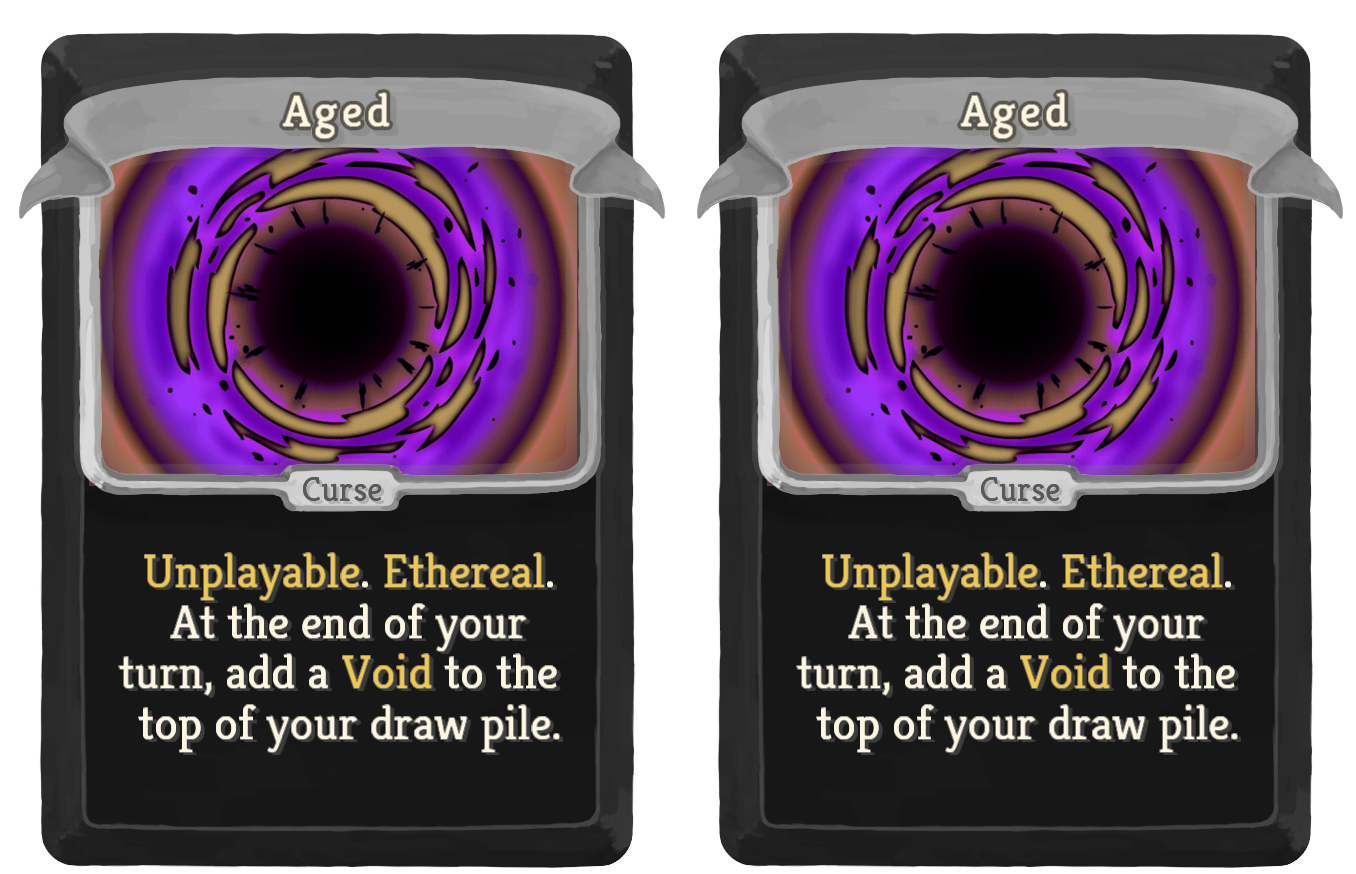 Aged
Curse
Unplayable. Ethereal.
At the end of your
turn, add a Void to the
top of your draw pile.
Aged
Curse
Unplayable. Ethereal.
At the end of your
turn, add a Void to the
top of your draw pile.